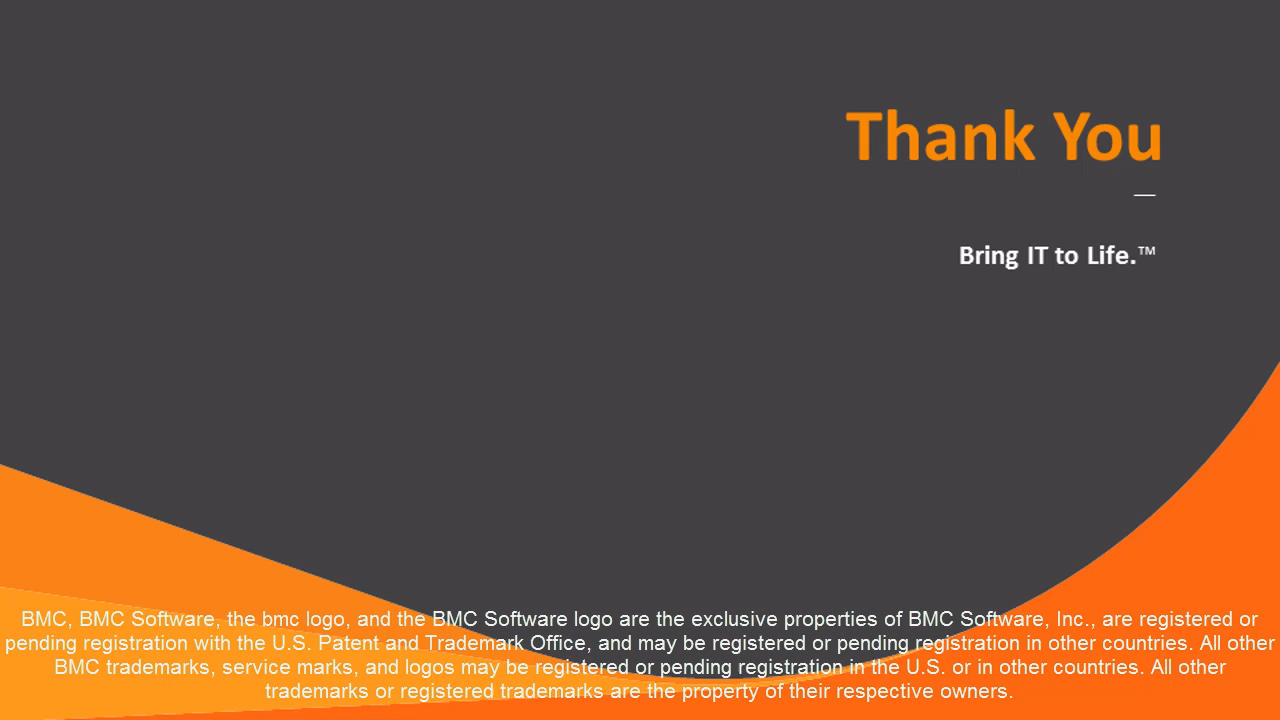 Thank You
Bring IT to Life.™
BMC, BMC Software, the bmc logo, and the BMC Software logo are the exclusive properties of BMC Software, Inc., are registered or
pending registration with the U.S. Patent and Trademark Office, and may be registered or pending registration in other countries. All other
BMC trademarks, service marks, and logos may be registered or pending registration in the U.S. or in other countries. All other
trademarks or registered trademarks are the property of their respective owners.